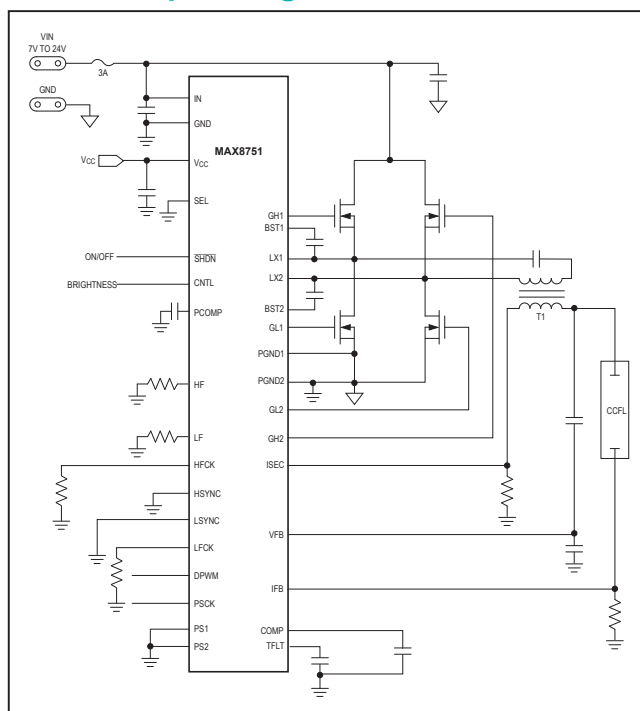 VIN
7V TO 24V
3A
GND
IN
GND
MAX8751
VCC
VCC
SEL
GH1
BST1
ON/OFF
SHDN
LX1
BRIGHTNESS
CNTL
LX2
PCOMP
BST2
T1
GL1
PGND1
HF
PGND2
CCFL
GL2
LF
GH2
HFCK
ISEC
HSYNC
LSYNC
VFB
LFCK
DPWM
IFB
PSCK
PS1
COMP
PS2
TFLT